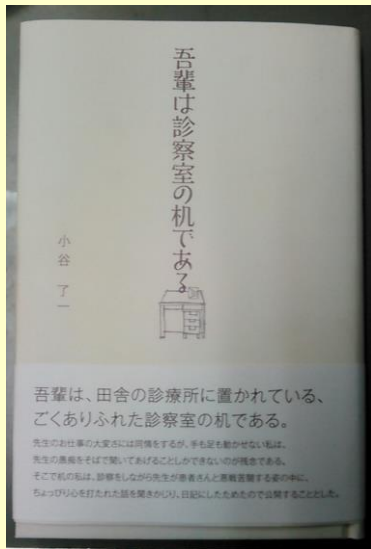 吾輩は診察室の机である
小谷 了一
吾輩は、田舎の診療所に置かれている、
ごくありふれた診察室の机である。
先生のお仕事の大変さには同情をするが、手も足も動かせない私は、
先生の愚痴をそばで聞いてあげることしかできないのが残念である。
そこで机の私は、診察をしながら先生が患者さんと悪戦苦闘する姿の中に、
ちょっぴり心を打たれた話を聞きかじり、日記にしたためたので公開することとした。